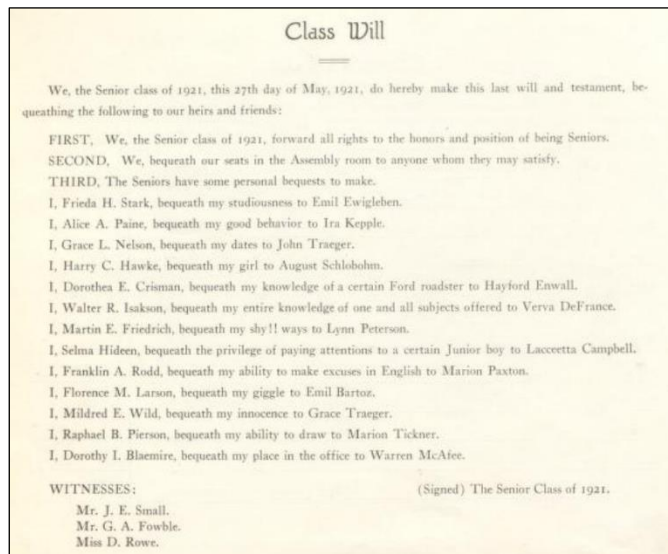 Class Will
We, the Senior class of 1921, this 27th day of May, 1921, do hereby make this last will and testament, be-
queathing the following to our heirs and friends:
FIRST, We, the Senior class of 1921, forward all rights to the honors and position of being Seniors.
SECOND, We, bequeath our seats in the Assembly room to anyone whom they may satisfy.
THIRD, The Seniors have some personal bequests to make.
I, Frieda H. Stark, bequeath my studiousness to Emil Ewigleben.
I, Alice A. Paine, bequeath my good behavior to Ira Kepple.
I, Grace L. Nelson, bequeath my dates to John Traeger.
I, Harry C. Hawke, bequeath my girl to August Schlobohm.
I, Dorothea E. Crisman, bequeath my knowledge of a certain Ford roadster to Hayford Enwall.
I, Walter R. Isakson, bequeath my entire knowledge of one and all subjects offered to Verva DeFrance.
I, Martin E. Friedrich, bequeath my shy!! ways to Lynn Peterson.
I, Selma Hideen, bequeath the privilege of paying attentions to a certain Junior boy to Lacceetta Campbell.
I, Franklin A. Rodd, bequeath my ability to make excuses in English to Marion Paxton.
I, Florence M. Larson, bequeath my giggle to Emil Bartoz.
I, Mildred E. Wild, bequeath my innocence to Grace Traeger.
I, Raphael B. Pierson, bequeath my ability to draw to Marion Tickner.
I, Dorothy I. Blaemire, bequeath my place in the office to Warren McAfee.
WITNESSES: (Signed) The Senior Class of 1921.
Mr. J. E. Small.
Mr. G. A. Fowble.
Miss D. Rowe.